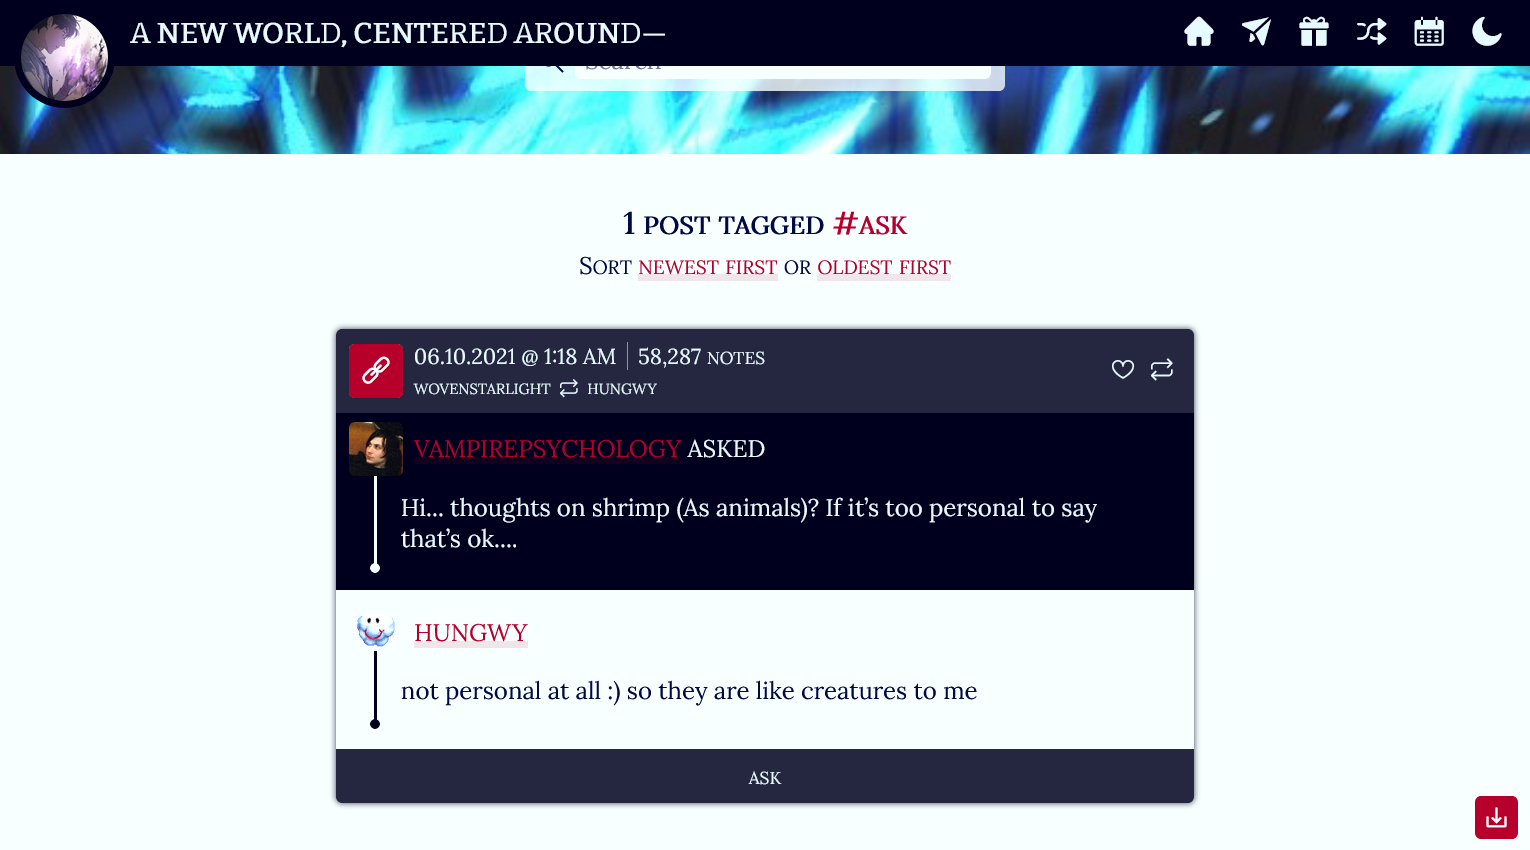 A NEW WORLD, CENTERED AROUND—
Search
1 POST TAGGED #ASK
SORT NEWEST FIRST OR OLDEST FIRST
06.10.2021 @ 1:18 AM 58,287 NOTES
WOVENSTARLIGHT HUNGWY
VAMPIREPSYCHOLOGY ASKED
Hi... thoughts on shrimp (As animals)? If it’s too personal to say
that’s ok....
HUNGWY
not personal at all :) so they are like creatures to me
ASK